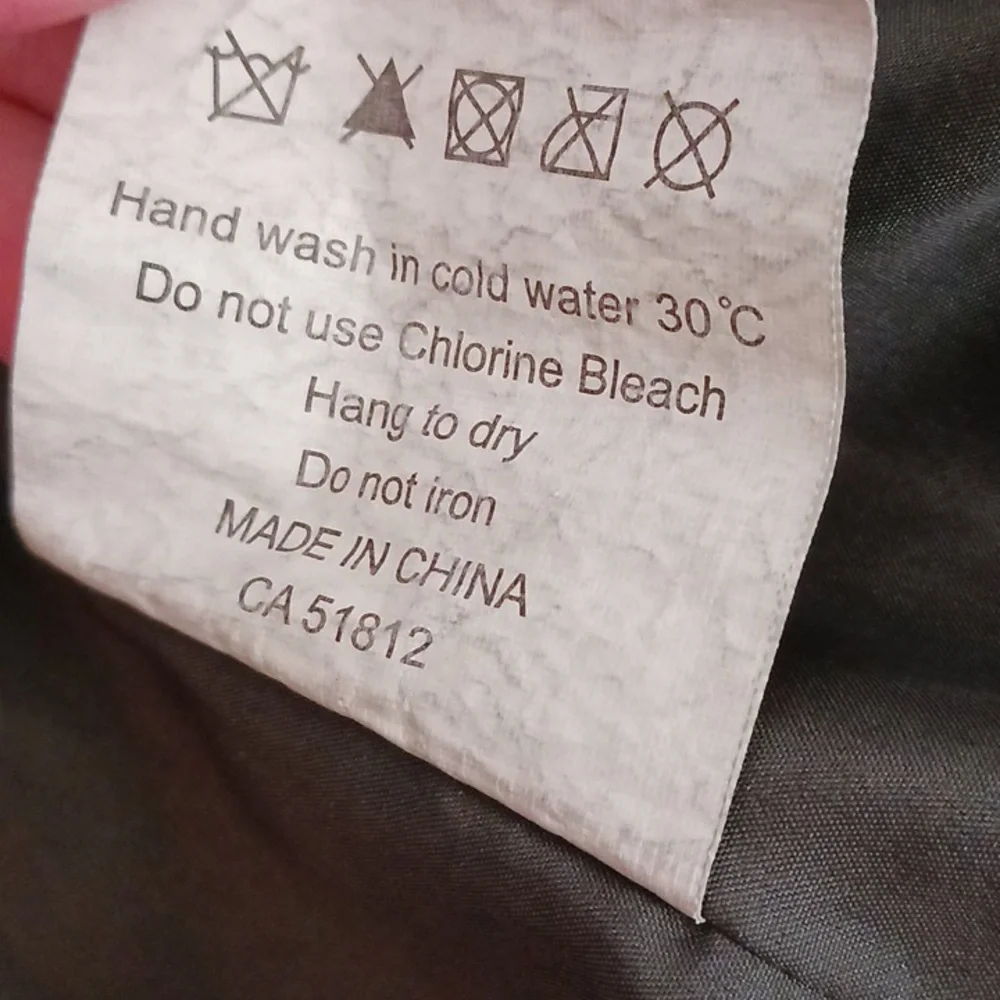 Hand wash in cold water 30°C
Do not use Chlorine Bleach
Hang to dry
Do not iron
MADE IN CHINA
CA 51812